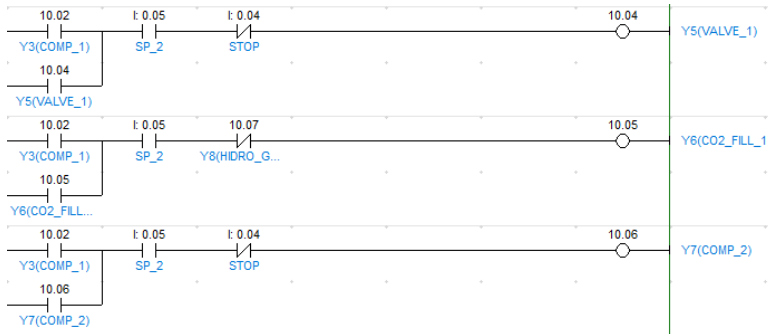 10.02 I: 0.05 I: 0.04 10.04
Y3(COMP_1) SP_2 STOP Y5(VALVE_1)
10.04
Y5(VALVE_1)
10.02 I: 0.05 10.07 10.05
Y3(COMP_1) SP_2 Y8(HIDRO_G... Y6(CO2_FILL_1
10.05
Y6(CO2_FILL...
10.02 I: 0.05 I: 0.04 10.06
Y3(COMP_1) SP_2 STOP Y7(COMP_2)
10.06
Y7(COMP_2)